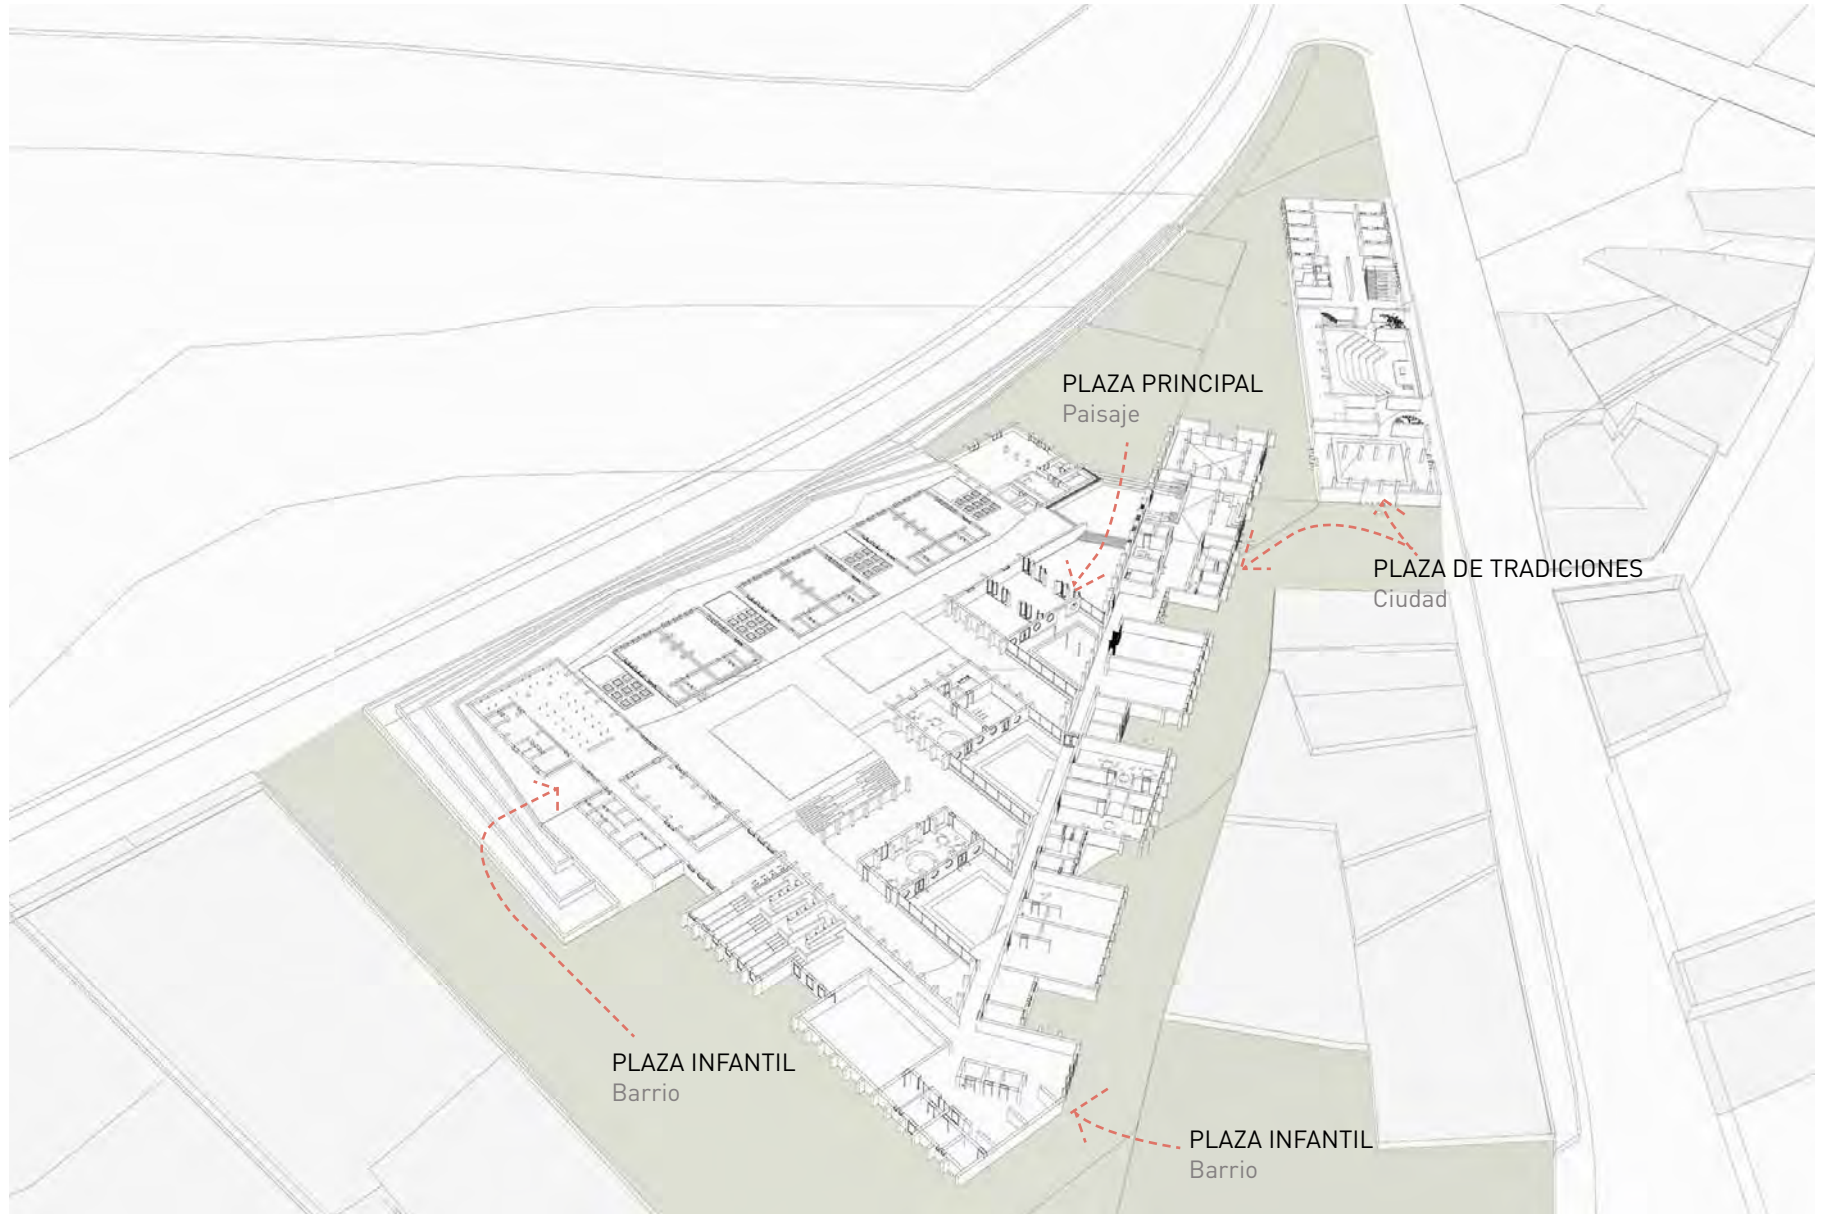 PLAZA PRINCIPAL
Paisaje
PLAZA DE TRADICIONES
Ciudad
PLAZA INFANTIL
Barrio
PLAZA INFANTIL
Barrio